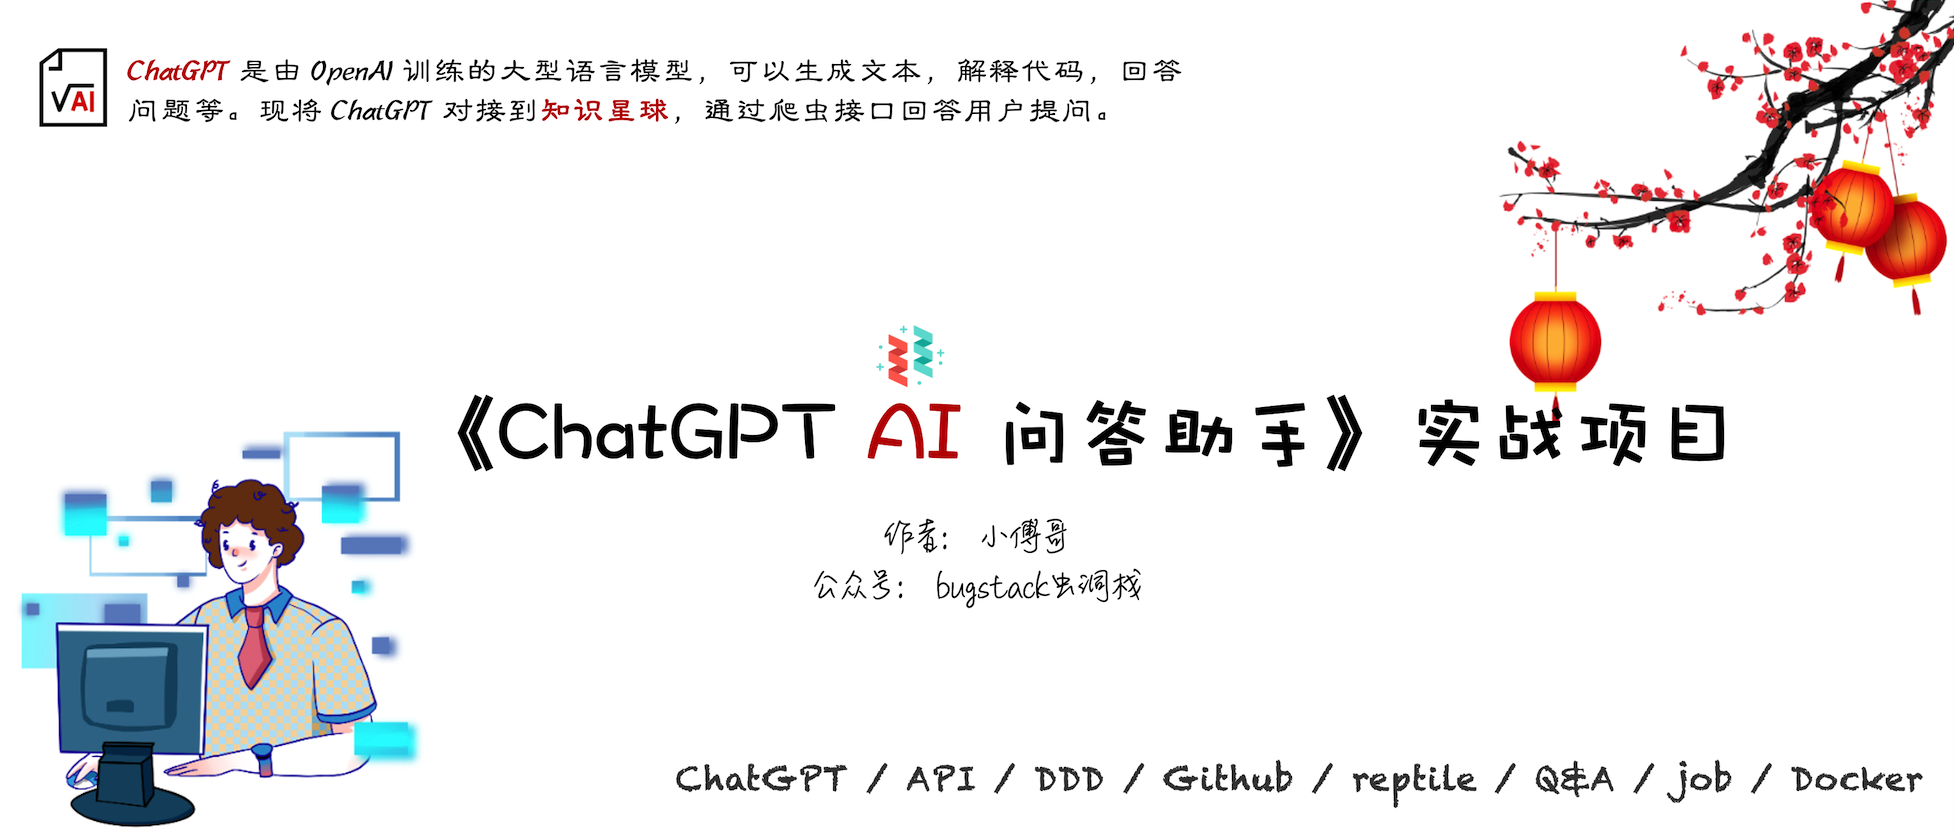 √AI
ChatGPT 是由 OpenAI 训练的大型语言模型，可以生成文本，解释代码，回答
问题等。现将 ChatGPT 对接到知识星球，通过爬虫接口回答用户提问。
《ChatGPT AI 问答助手》 实战项目
作者： 小傅哥
公众号： bugstack虫洞栈
ChatGPT / API / DDD / Github / reptile / Q&A / job / Docker